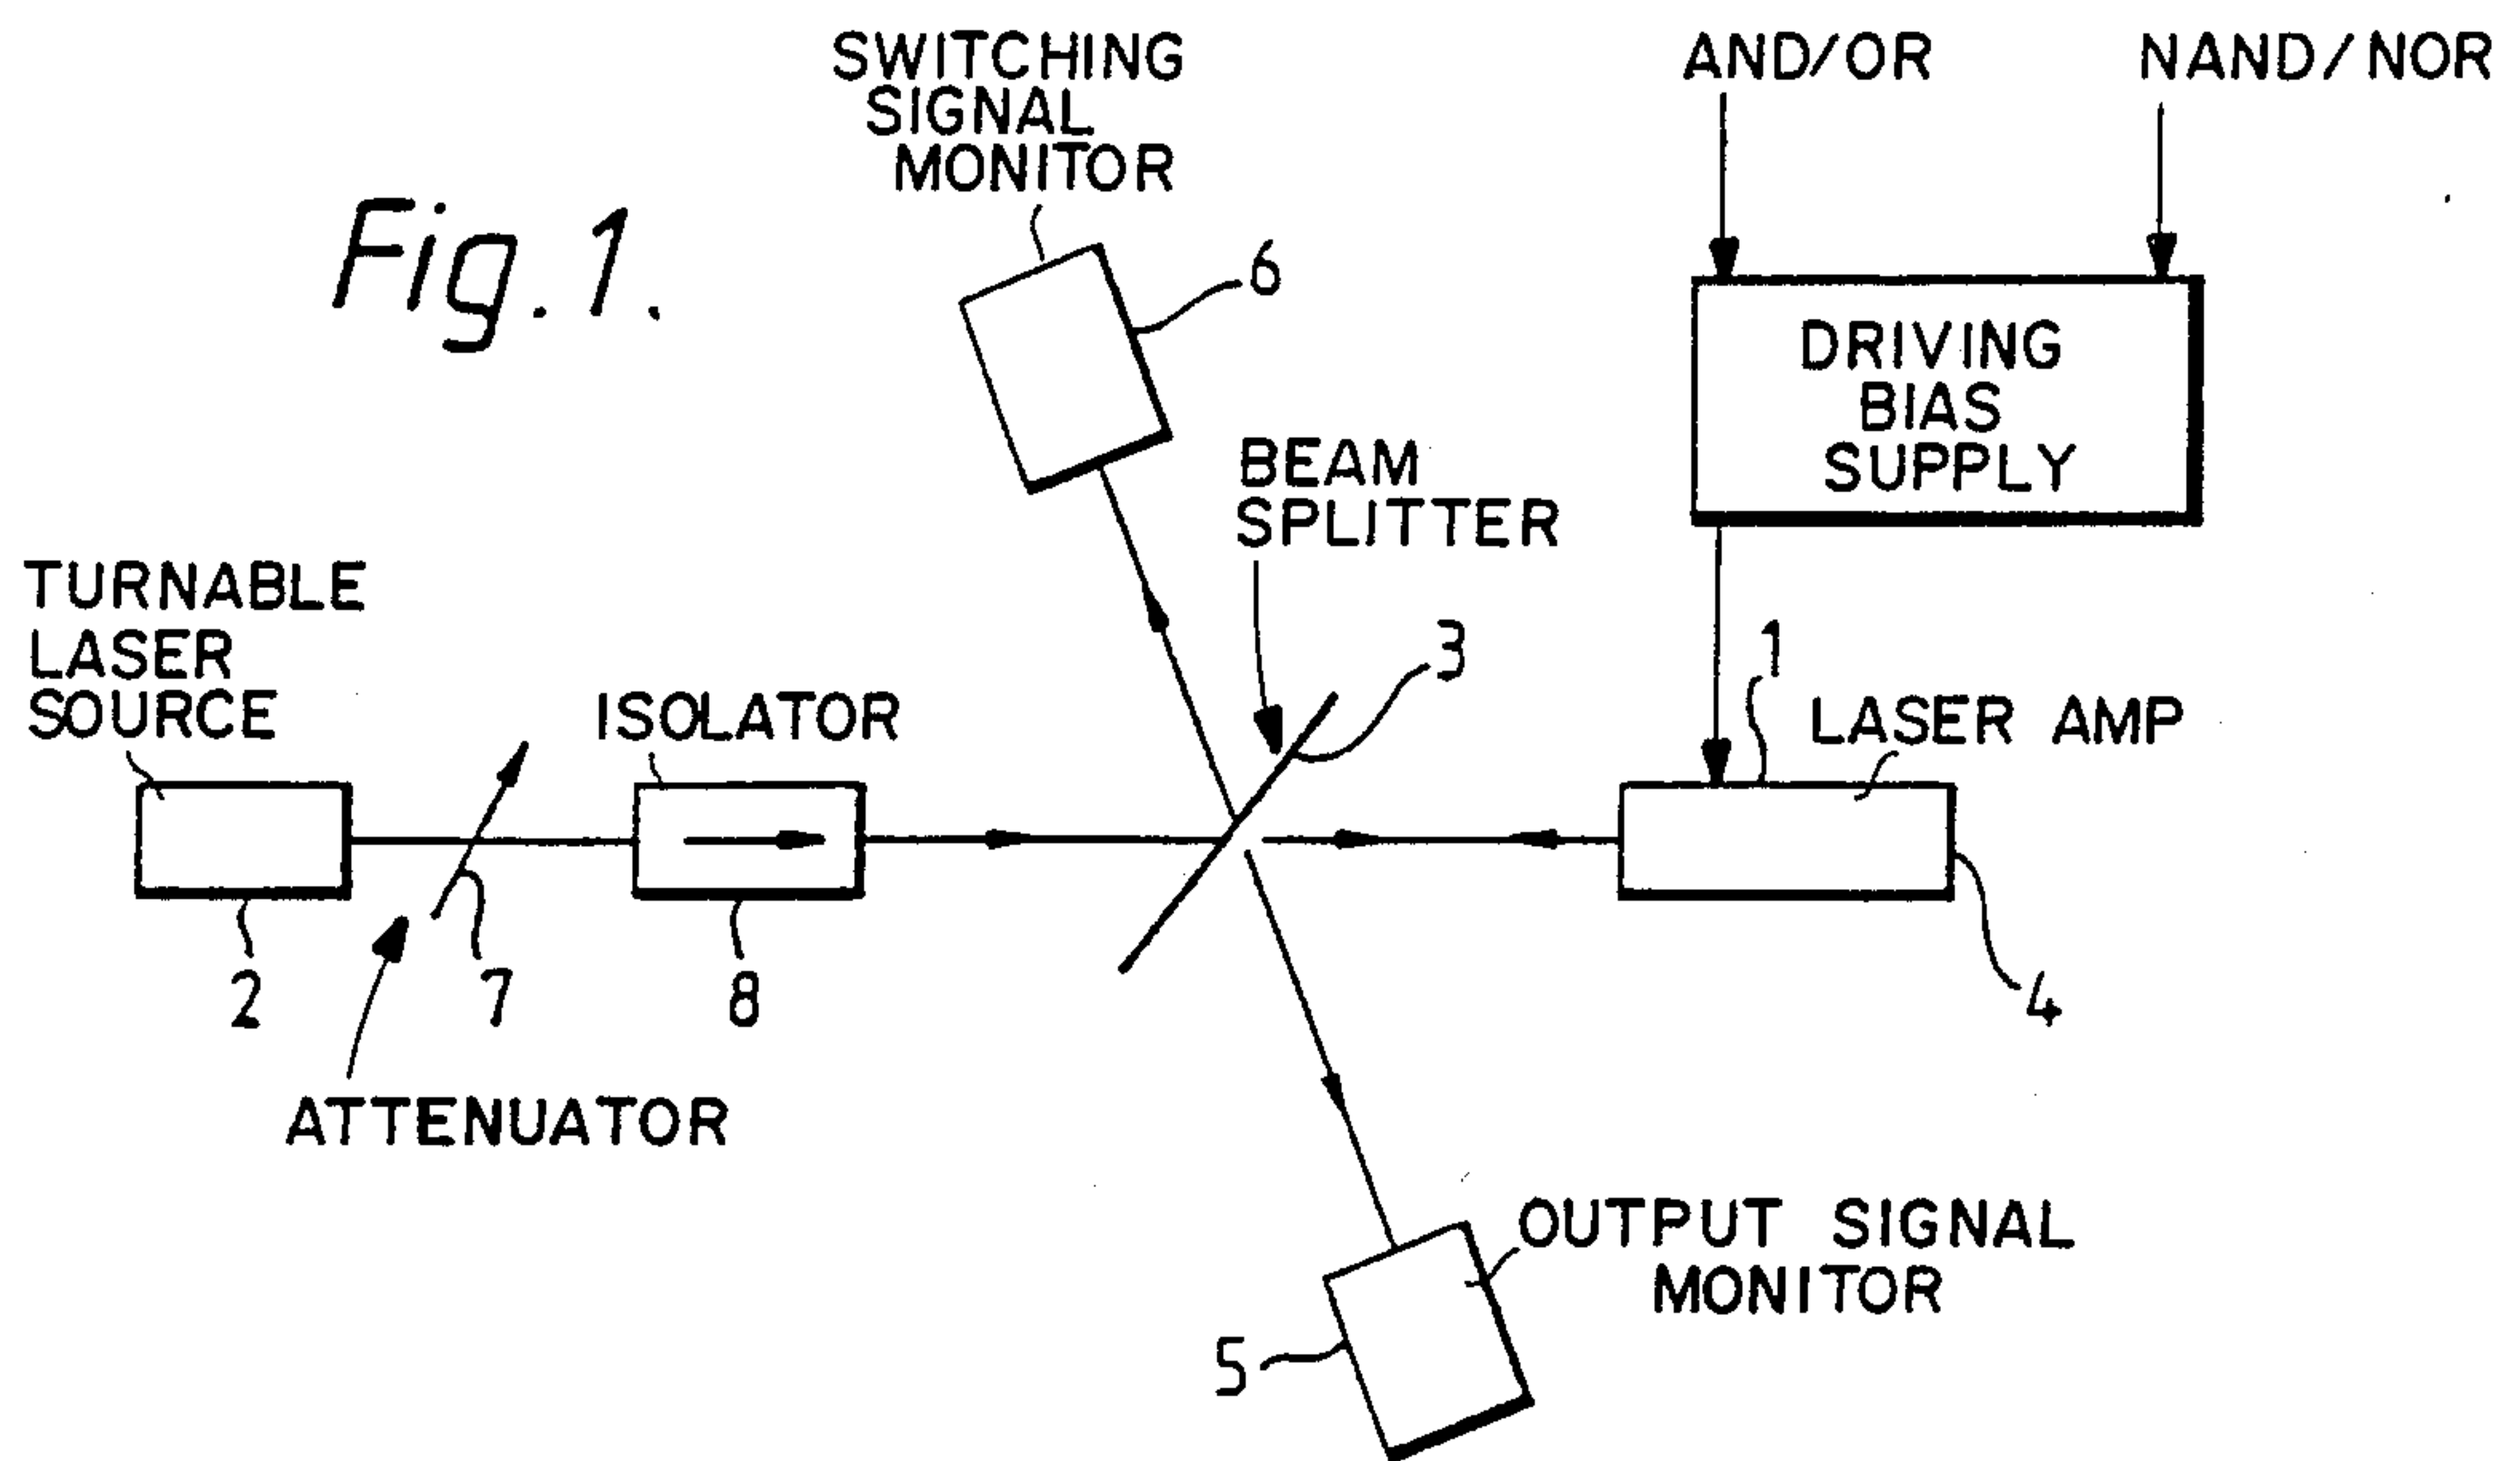 Fig. 1.
SWITCHING
SIGNAL
MONITOR
6
AND/OR
NAND/NOR
DRIVING
BIAS
SUPPLY
BEAM
SPLITTER
3
TURNABLE
LASER
SOURCE
2
7
ATTENUATOR
ISOLATOR
8
1
LASER AMP
4
OUTPUT SIGNAL
MONITOR
5